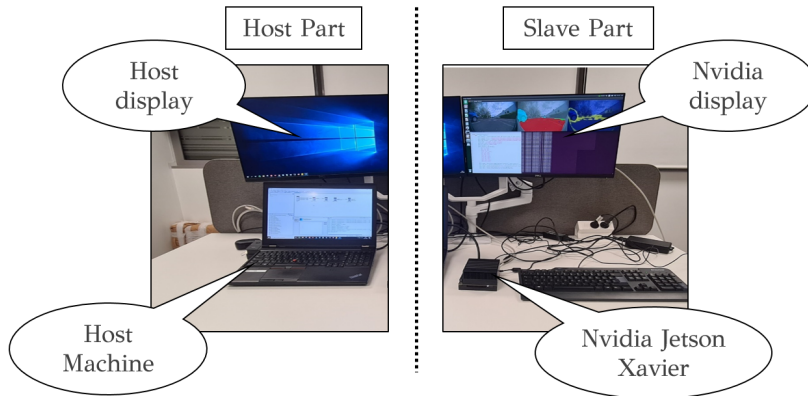 Host Part
Slave Part
Host
display
Nvidia
display
Host
Machine
Nvidia Jetson
Xavier